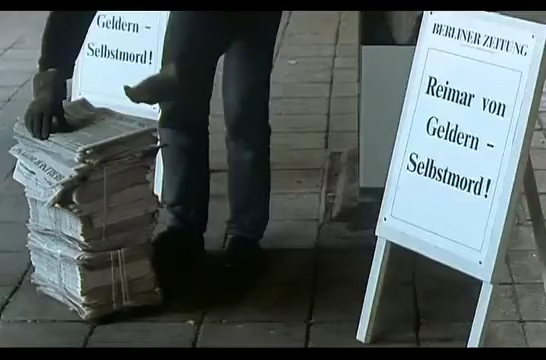 Geldern –
Selbstmord!
BERLINER ZEITUNG
Reimar von
Geldern –
Selbstmord!